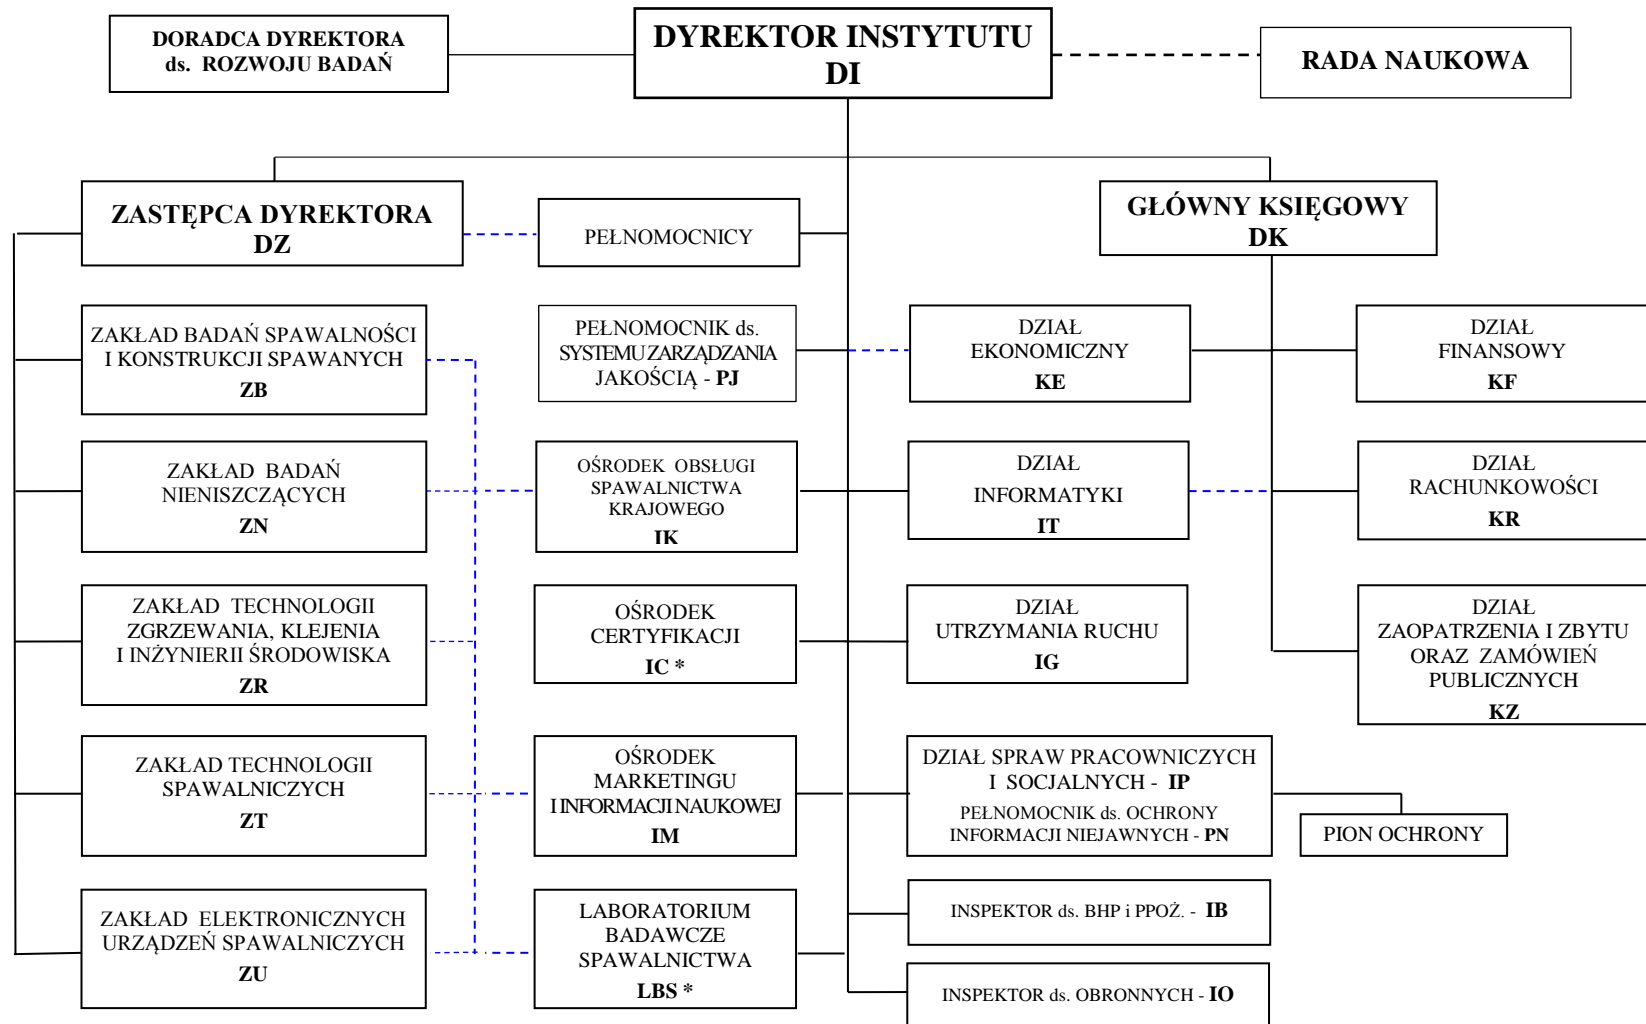 DORADCA DYREKTORA
ds. ROZWOJU BADAŃ
DYREKTOR INSTYTUTU
DI
RADA NAUKOWA
ZASTĘPCA DYREKTORA
DZ
PEŁNOMOCNICY
GŁÓWNY KSIĘGOWY
DK
ZAKŁAD BADAŃ SPAWALNOŚCI
I KONSTRUKCJI SPAWANYCH
ZB
PEŁNOMOCNIK ds.
SYSTEMU ZARZĄDZANIA
JAKOŚCIĄ - PJ
DZIAŁ
EKONOMICZNY
KE
DZIAŁ
FINANSOWY
KF
ZAKŁAD BADAŃ
NIENISZCZĄCYCH
ZN
OŚRODEK OBSŁUGI
SPAWALNICTWA
KRAJOWEGO
IK
DZIAŁ
INFORMATYKI
IT
DZIAŁ
RACHUNKOWOŚCI
KR
ZAKŁAD TECHNOLOGII
ZGRZEWANIA, KLEJENIA
I INŻYNIERII ŚRODOWISKA
ZR
OŚRODEK
CERTYFIKACJI
IC *
DZIAŁ
UTRZYMANIA RUCHU
IG
DZIAŁ
ZAOPATRZENIA I ZBYTU
ORAZ ZAMÓWIEŃ
PUBLICZNYCH
KZ
ZAKŁAD TECHNOLOGII
SPAWALNICZYCH
ZT
OŚRODEK
MARKETINGU
I INFORMACJI NAUKOWEJ
IM
DZIAŁ SPRAW PRACOWNICZYCH
I SOCJALNYCH - IP
PEŁNOMOCNIK ds. OCHRONY
INFORMACJI NIEJAWNYCH - PN
PION OCHRONY
ZAKŁAD ELEKTRONICZNYCH
URZĄDZEŃ SPAWALNICZYCH
ZU
LABORATORIUM
BADAWCZE
SPAWALNICTWA
LBS *
INSPEKTOR ds. BHP i PPOŻ. - IB
INSPEKTOR ds. OBRONNYCH - IO